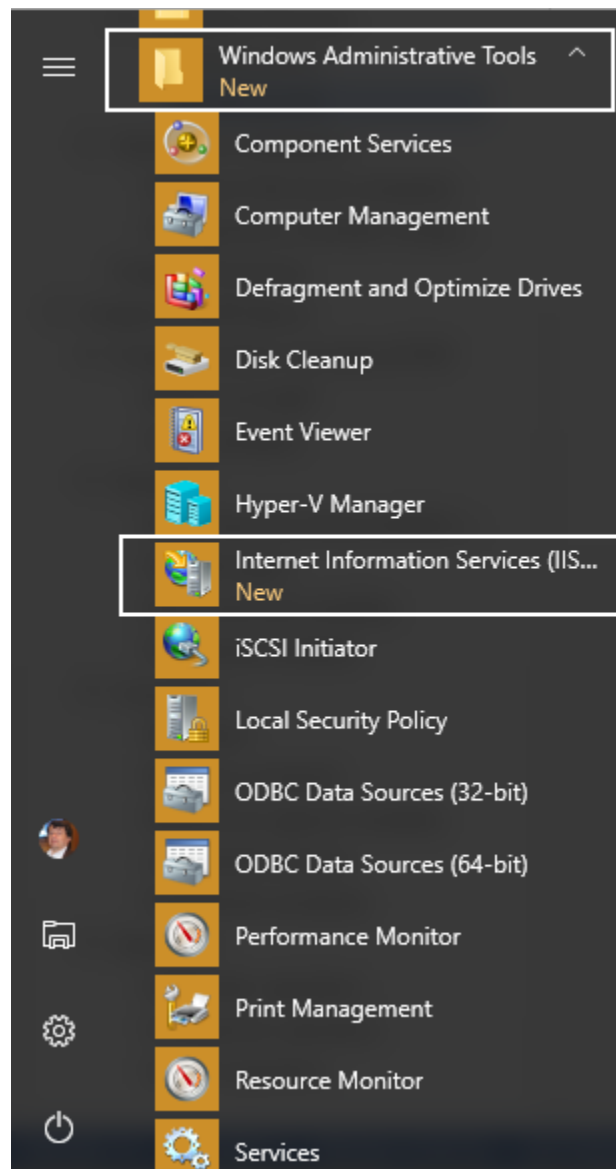 Windows Administrative Tools
New
Component Services
Computer Management
Defragment and Optimize Drives
Disk Cleanup
Event Viewer
Hyper-V Manager
Internet Information Services (IIS...
New
iSCSI Initiator
Local Security Policy
ODBC Data Sources (32-bit)
ODBC Data Sources (64-bit)
Performance Monitor
Print Management
Resource Monitor
Services